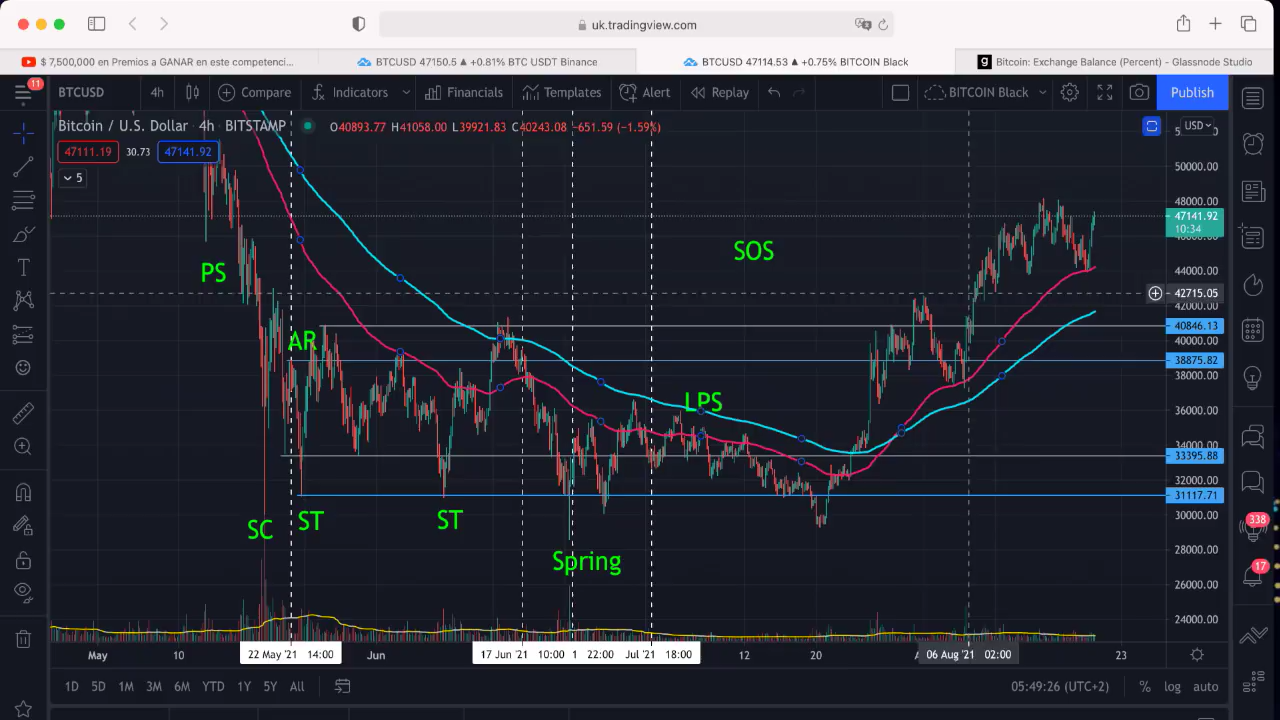 uk.tradingview.com
$ 7,500,000 en Premios a GANAR en este competenci...
BTCUSD 47150.5 ▲ +0.81% BTC USDT Binance
BTCUSD 47114.53 ▲ +0.75% BITCOIN Black
g Bitcoin: Exchange Balance (Percent) - Glassnode Studio
11
BTCUSD 4h Compare Indicators Financials Templates Alert Replay BITCOIN Black Publish
Bitcoin / U.S. Dollar · 4h · BITSTAMP O40893.77 H41058.00 L39921.83 C40243.08 -651.59 (-1.59%)
USD
47111.19 30.73 47141.92
5
50000.00
48000.00
47141.92
10:34
SOS
PS
44000.00
42715.05
42000.00
40846.13
AR
40000.00
38875.82
38000.00
LPS
36000.00
34000.00
33395.88
32000.00
31117.71
30000.00
SC
ST
ST
338
28000.00
Spring
17
26000.00
24000.00
May 10 22 May '21 14:00 Jun 17 Jun '21 10:00 1 22:00 Jul '21 18:00 12 20 06 Aug '21 02:00 23
1D 5D 1M 3M 6M YTD 1Y 5Y All 05:49:26 (UTC+2) % log auto